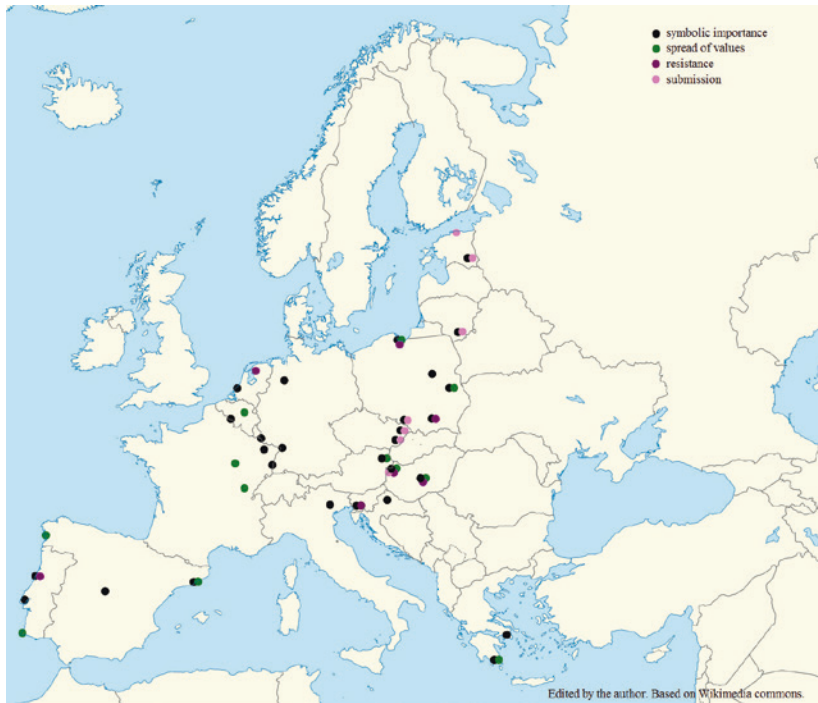 symbolic importance
spread of values
resistance
submission
Edited by the author. Based on Wikimedia commons.